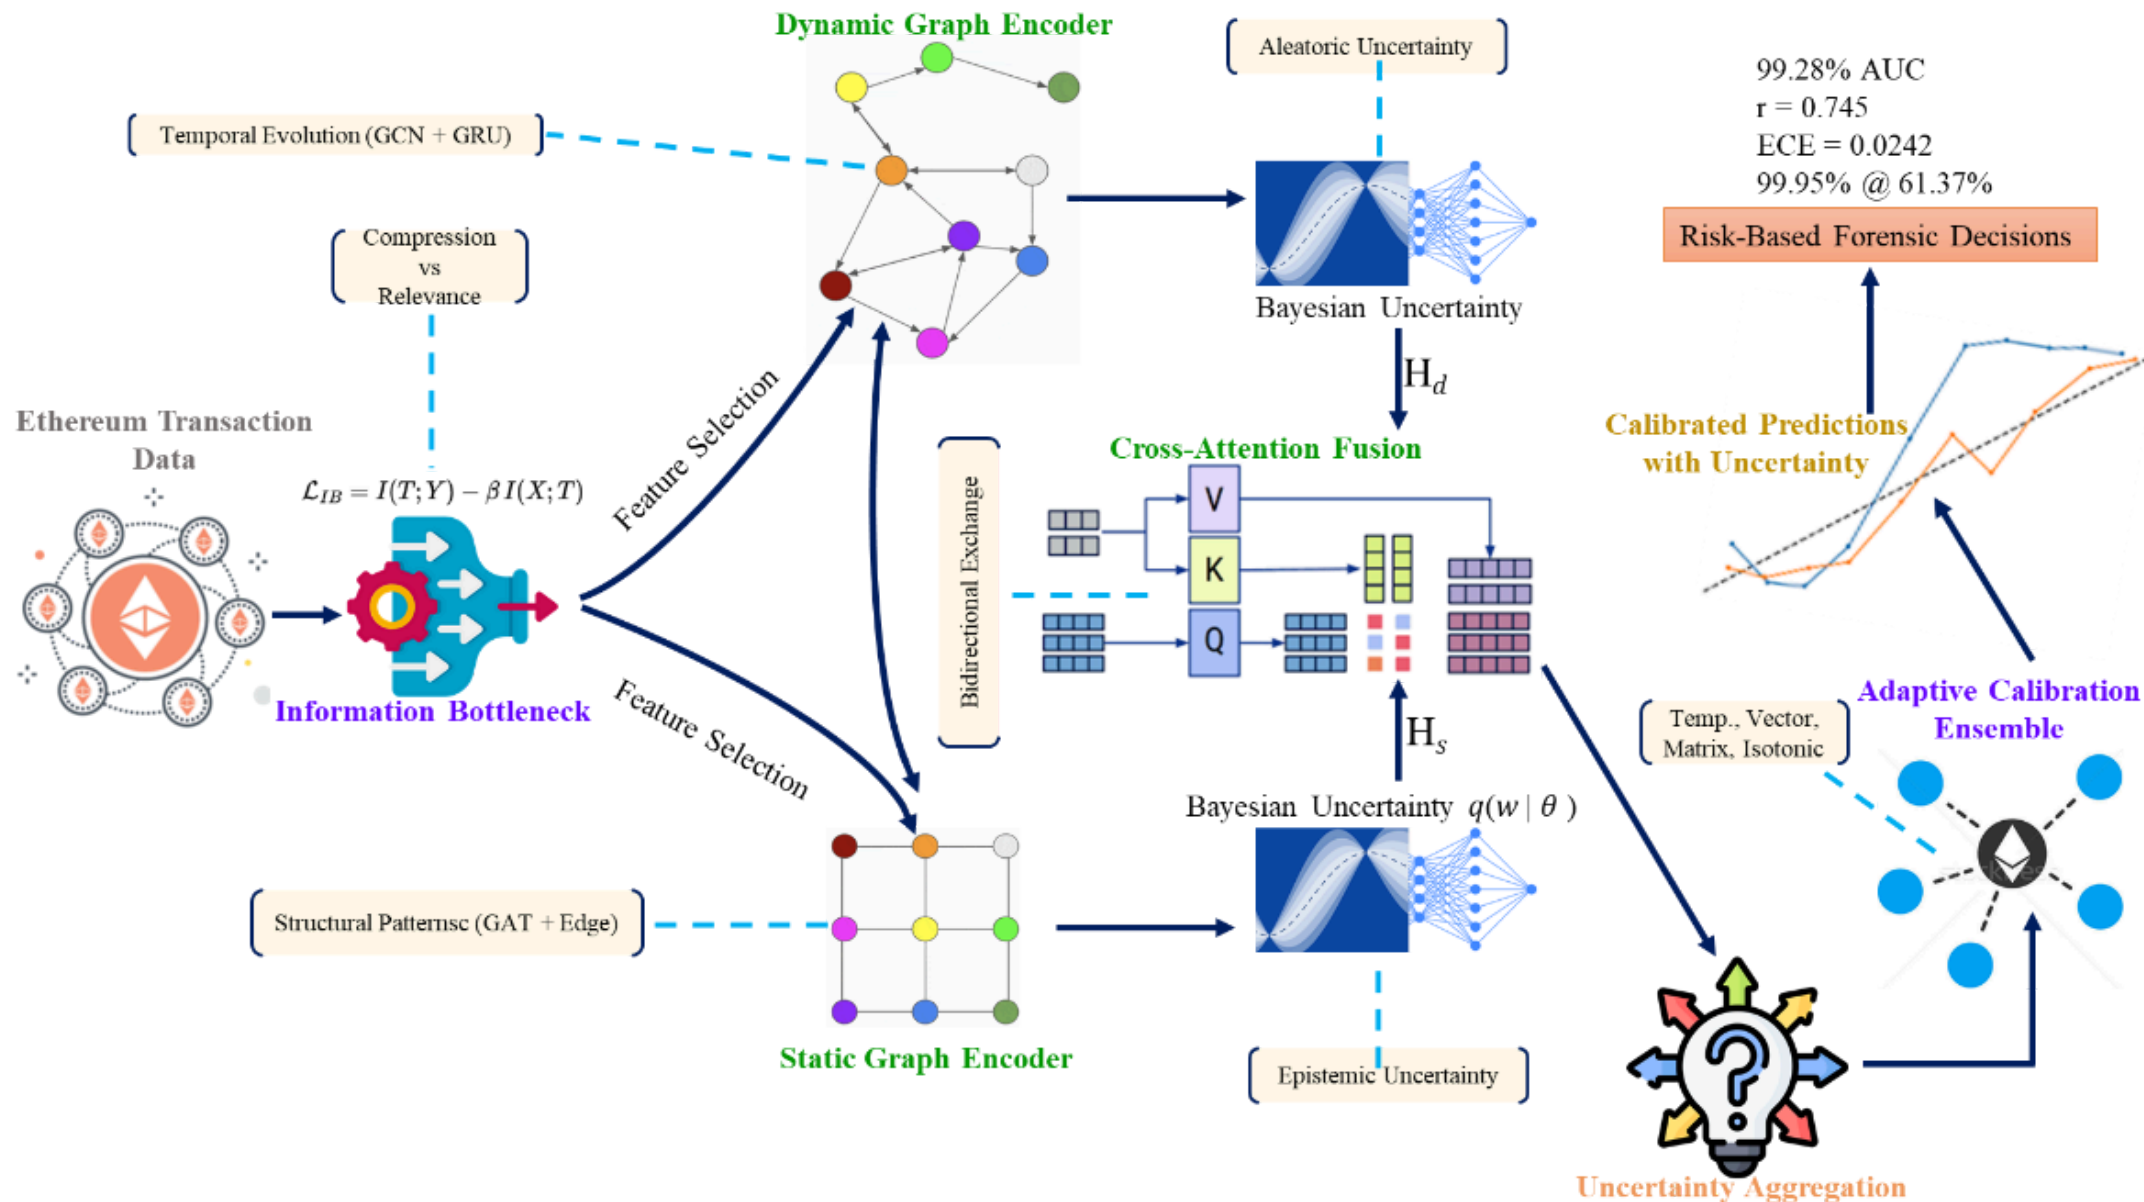 Dynamic Graph Encoder
Aleatoric Uncertainty
99.28% AUC
r = 0.745
ECE = 0.0242
99.95% @ 61.37%
Risk-Based Forensic Decisions
Temporal Evolution (GCN + GRU)
Compression
vs
Relevance
Bayesian Uncertainty
H_d
Feature Selection
Ethereum Transaction
Data
\mathcal{L}_{IB} = I(T;Y) − β I(X;T)
Information Bottleneck
Feature Selection
Bidirectional Exchange
Cross-Attention Fusion
V
K
Q
Calibrated Predictions
with Uncertainty
H_s
Bayesian Uncertainty q(w | θ )
Temp., Vector,
Matrix, Isotonic
Adaptive Calibration
Ensemble
Structural Patternsc (GAT + Edge)
Static Graph Encoder
Epistemic Uncertainty
Uncertainty Aggregation